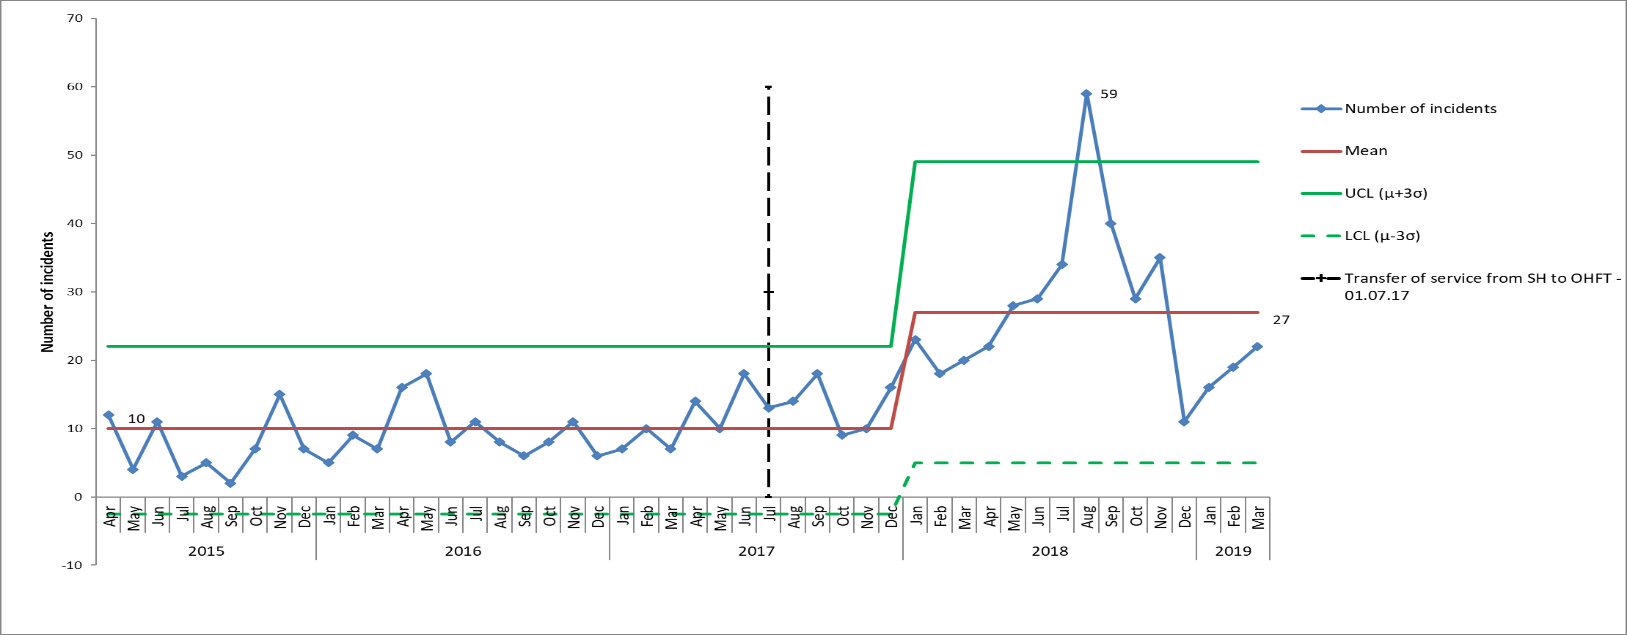 70
60
50
40
30
20
10
0
-10
Number of incidents
59
10
27
Apr May Jun Jul Aug Sep Oct Nov Dec Jan Feb Mar Apr May Jun Jul Aug Sep Oct Nov Dec Jan Feb Mar Apr May Jun Jul Aug Sep Oct Nov Dec Jan Feb Mar Apr May Jun Jul Aug Sep Oct Nov Dec Jan Feb Mar
2015 2016 2017 2018 2019
Number of incidents
Mean
UCL (μ+3σ)
LCL (μ-3σ)
Transfer of service from SH to OHFT -
01.07.17